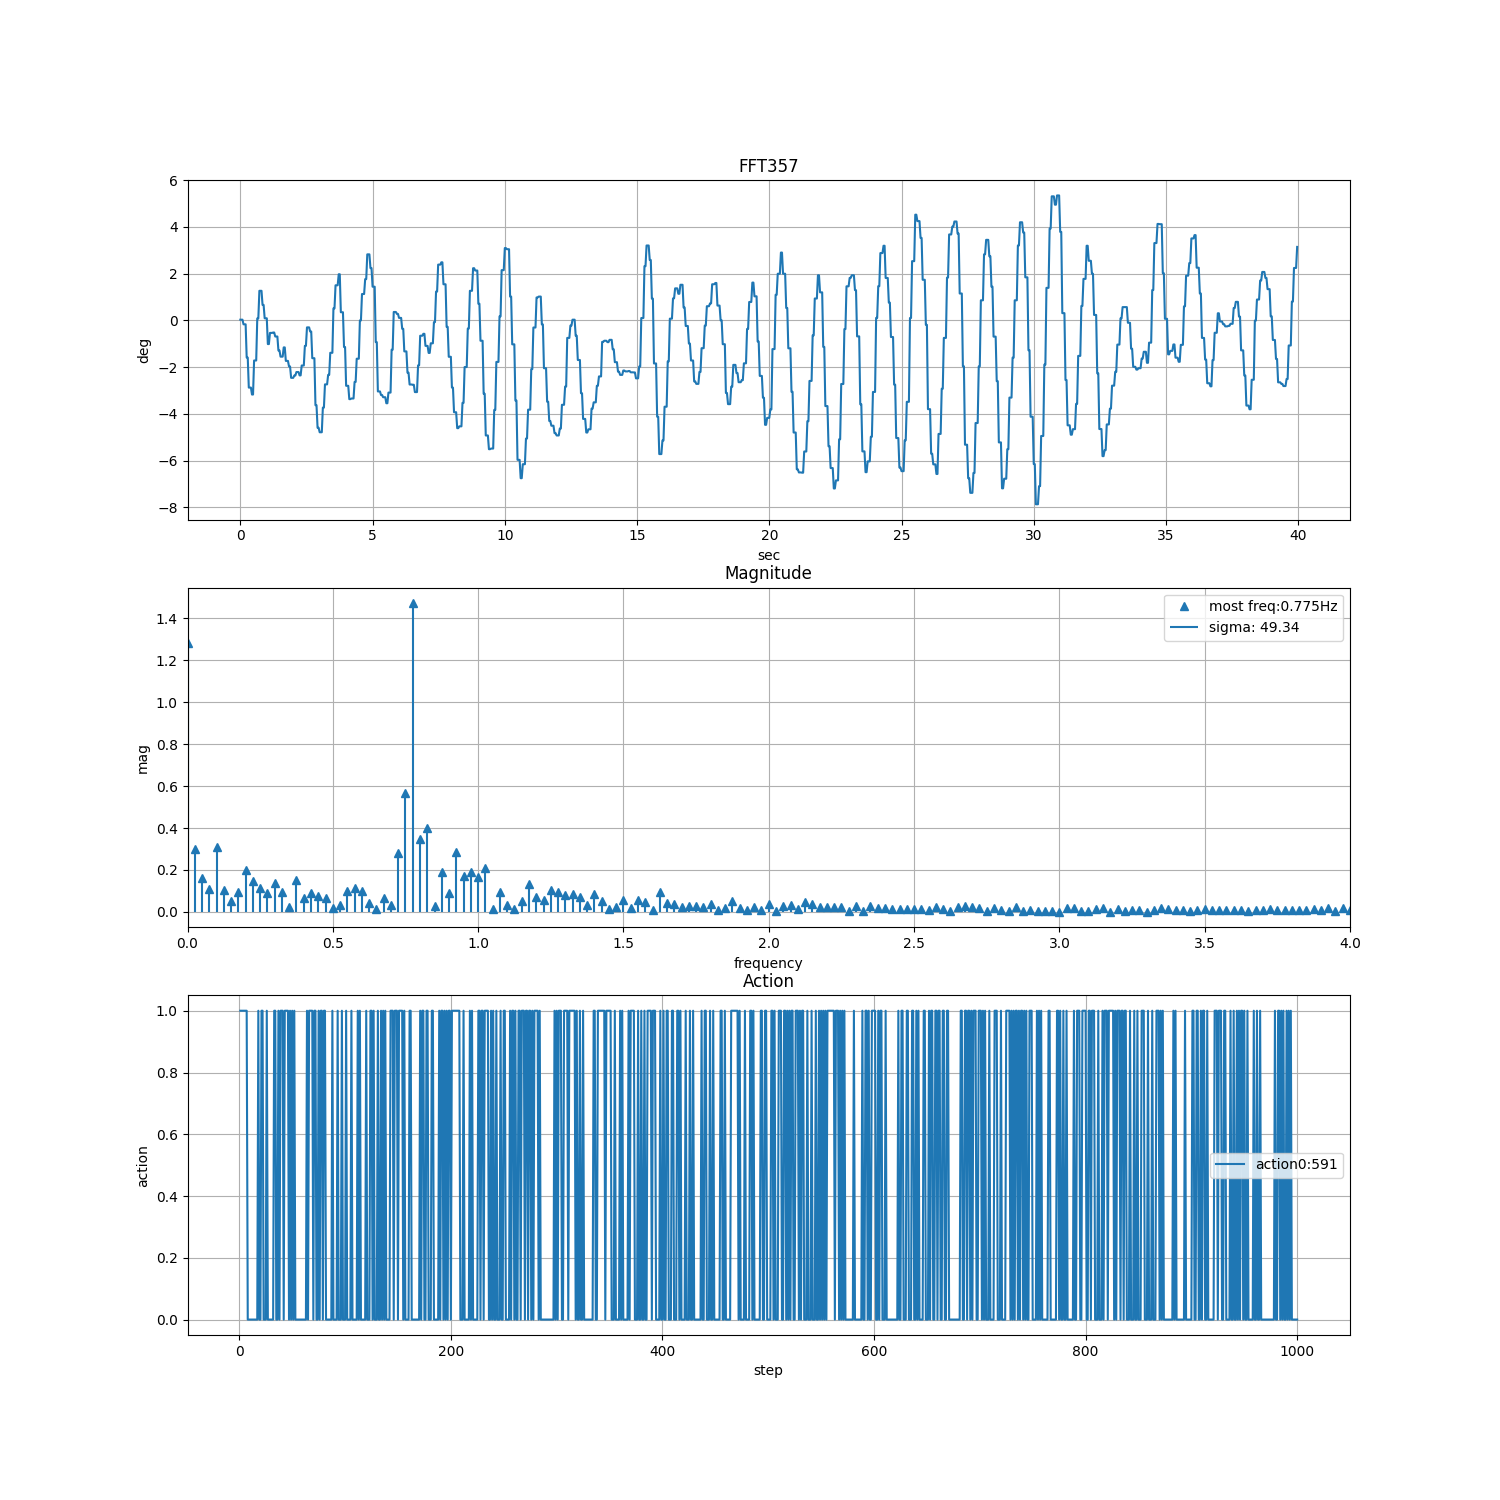 FFT357
6
4
2
0
−2
−4
−6
−8
deg
0 5 10 15 20 25 30 35 40
sec
Magnitude
most freq:0.775Hz
sigma: 49.34
1.4
1.2
1.0
0.8
0.6
0.4
0.2
0.0
mag
0.0 0.5 1.0 1.5 2.0 2.5 3.0 3.5 4.0
frequency
Action
1.0
0.8
0.6
0.4
0.2
0.0
action
action0:591
0 200 400 600 800 1000
step